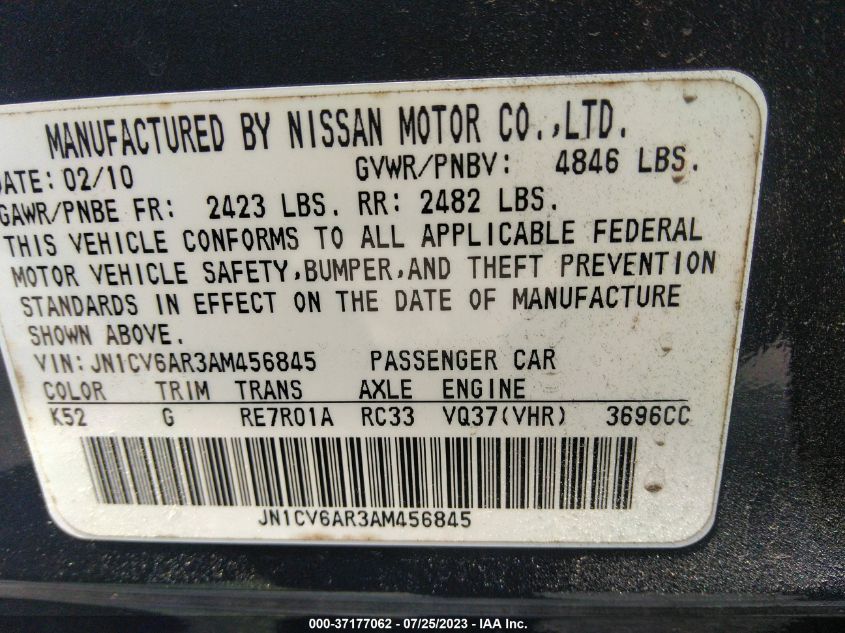 MANUFACTURED BY NISSAN MOTOR CO.,LTD.
DATE: 02/10 GVWR/PNBV: 4846 LBS.
GAWR/PNBE FR: 2423 LBS. RR: 2482 LBS.
THIS VEHICLE CONFORMS TO ALL APPLICABLE FEDERAL
MOTOR VEHICLE SAFETY,BUMPER,AND THEFT PREVENTION
STANDARDS IN EFFECT ON THE DATE OF MANUFACTURE
SHOWN ABOVE.
VIN: JN1CV6AR3AM456845 PASSENGER CAR
COLOR TRIM TRANS AXLE ENGINE
K52 G RE7R01A RC33 VQ37(VHR) 3696CC
JN1CV6AR3AM456845
000-37177062 - 07/25/2023 - IAA Inc.